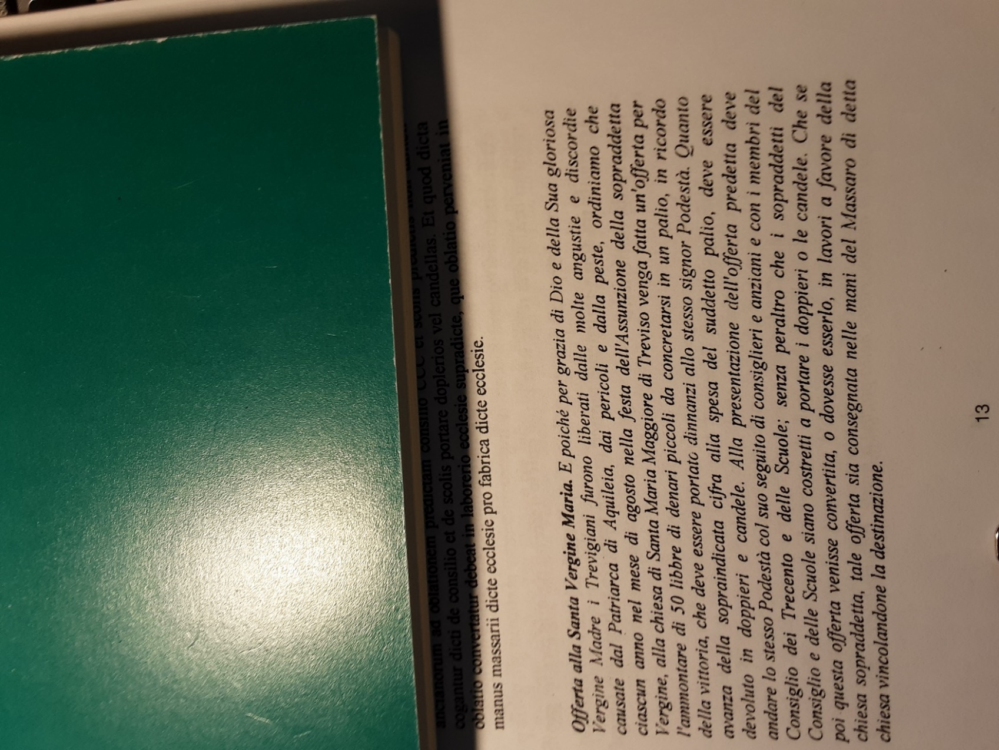 ancianorum ad oblationem predictam consilio CCC et scolis predictis
cogantur dicti de consilio et de scolis portare doplerios vel candellas. Et quod dicta
oblatio convertatur debeat in laborerio ecclesie supradicte, que oblatio perveniat in
manus massarii dicte ecclesie pro fabrica dicte ecclesie.
Offerta alla Santa Vergine Maria. E poiché per grazia di Dio e della Sua gloriosa
Vergine Madre i Trevigiani furono liberati dalle molte angustie e discordie
causate dal Patriarca di Aquileia, dai pericoli e dalla peste, ordiniamo che
ciascun anno nel mese di agosto nella festa dell'Assunzione della sopraddetta
Vergine, alla chiesa di Santa Maria Maggiore di Treviso venga fatta un'offerta per
l'ammontare di 50 libbre di denari piccoli da concretarsi in un palio, in ricordo
della vittoria, che deve essere portato dinnanzi allo stesso signor Podestà. Quanto
avanza della sopraindicata cifra alla spesa del suddetto palio, deve essere
devoluto in doppieri e candele. Alla presentazione dell'offerta predetta deve
andare lo stesso Podestà col suo seguito di consiglieri e anziani e con i membri del
Consiglio dei Trecento e delle Scuole; senza peraltro che i sopraddetti del
Consiglio e delle Scuole siano costretti a portare i doppieri o le candele. Che se
poi questa offerta venisse convertita, o dovesse esserlo, in lavori a favore della
chiesa sopradetta, tale offerta sia consegnata nelle mani del Massaro di detta
chiesa vincolandone la destinazione.
13